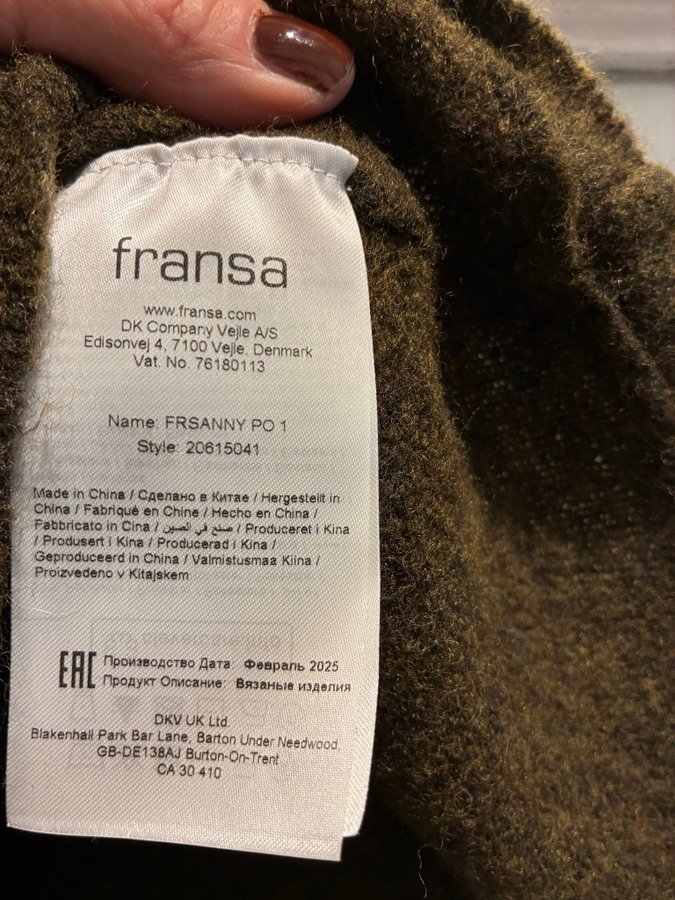 fransa
www.fransa.com
DK Company Vejle A/S
Edisonvej 4, 7100 Vejle, Denmark
Vat. No. 76180113
Name: FRSANNY PO 1
Style: 20615041
Made in China / Сделано в Китае / Hergestellt in
China / Fabriqué en Chine / Hecho en China /
Fabbricato in Cina / صنع في الصين / Produceret i Kina
/ Produsert i Kina / Producerad i Kina /
Geproduceerd in China / Valmistusmaa Kiina /
Proizvedeno v Kitajskem
EAC Производство Дата: Февраль 2025
Продукт Описание: Вязаные изделия
DKV UK Ltd.
Blakenhall Park Bar Lane, Barton Under Needwood,
GB-DE138AJ Burton-On-Trent
CA 30 410